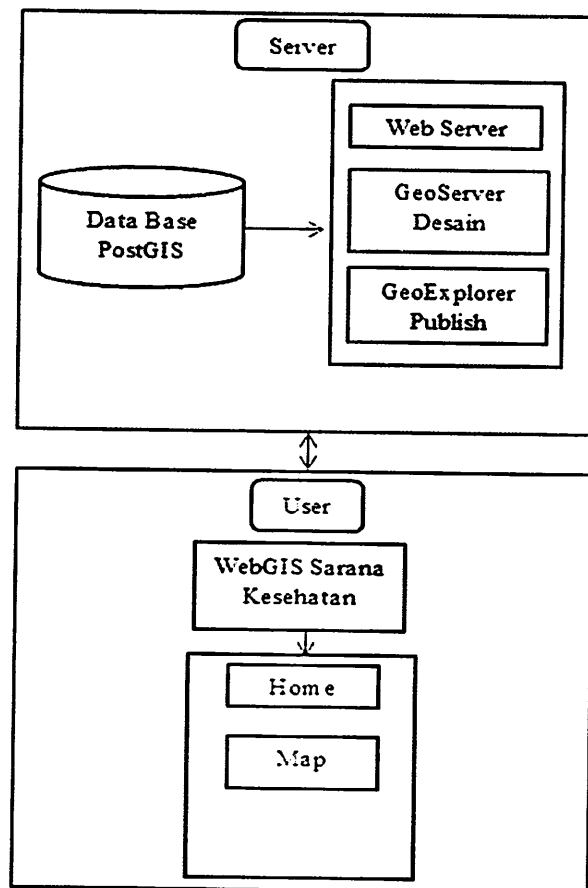 Server
Web Server
Data Base
PostGIS
GeoServer
Desain
GeoExplorer
Publish
User
WebGIS Sarana
Kesehatan
Home
Map